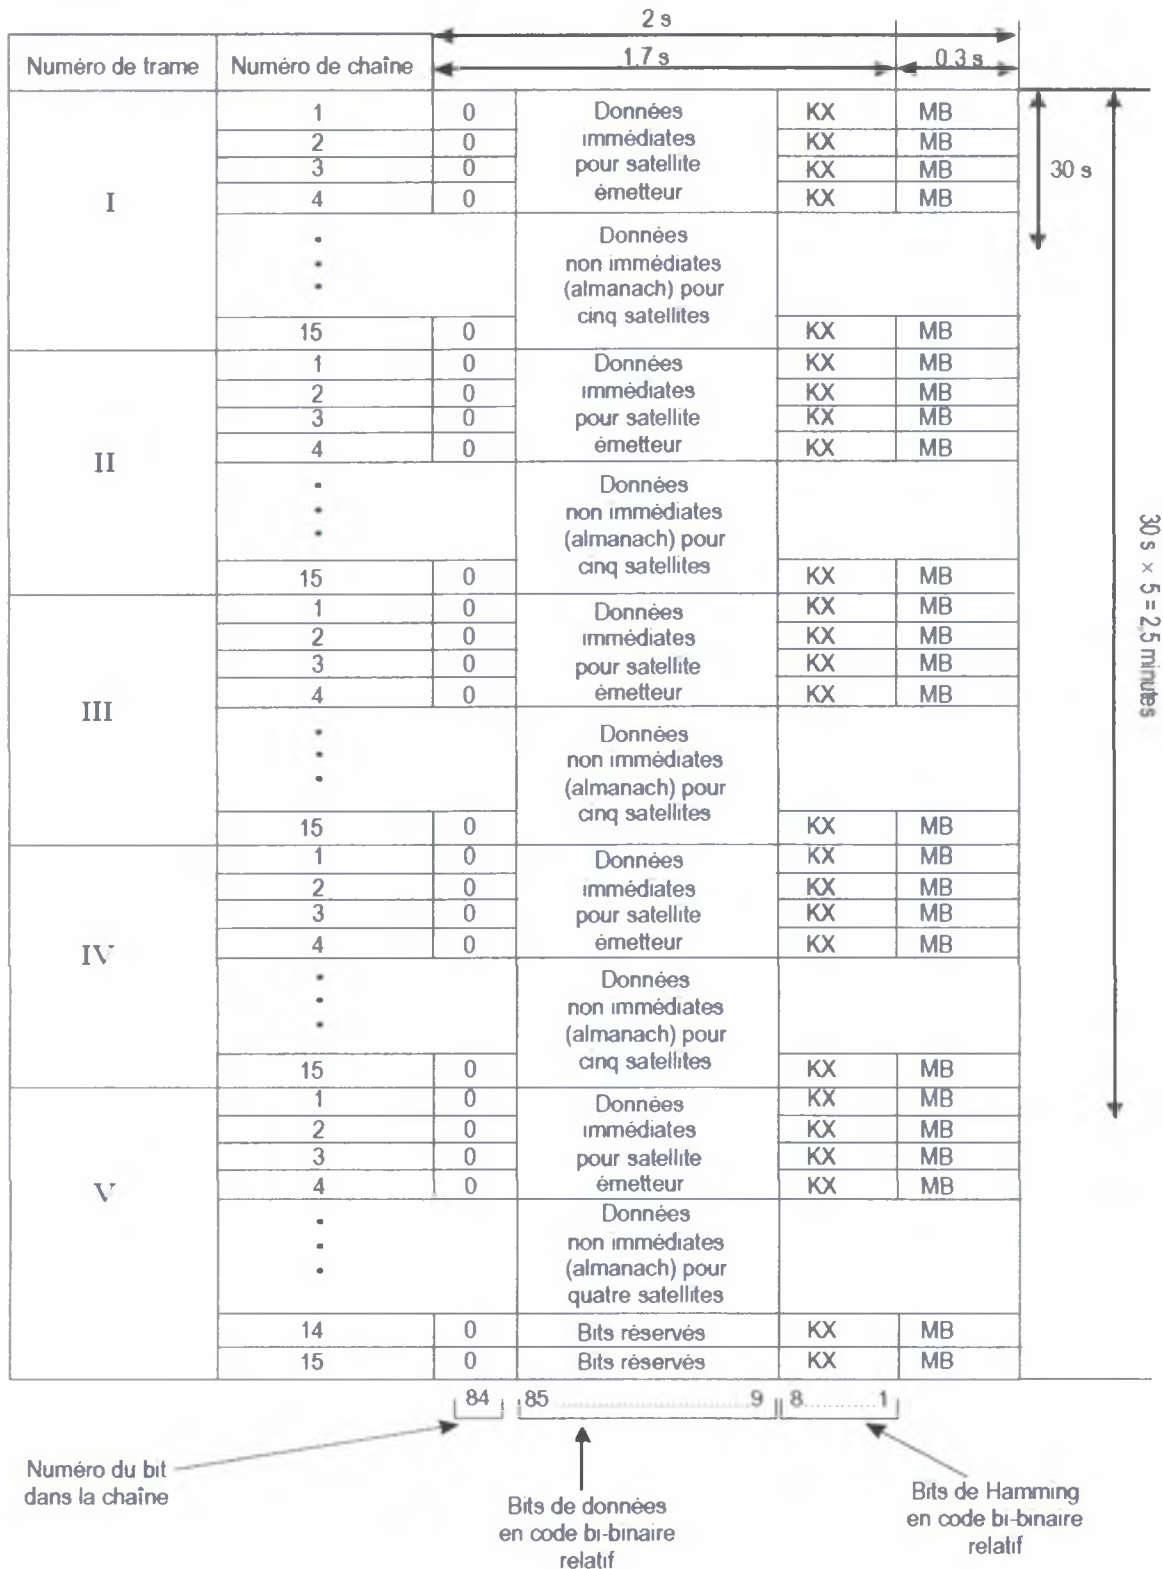 2 s
Numéro de trame Numéro de chaîne 1.7 s 0.3 s
I
1 0 Données KX MB
2 0 immédiates KX MB
3 0 pour satellite KX MB
4 0 émetteur KX MB
30 s
Données
non immédiates
(almanach) pour
cinq satellites
15 0 KX MB
II
1 0 Données KX MB
2 0 immédiates KX MB
3 0 pour satellite KX MB
4 0 émetteur KX MB
Données
non immédiates
(almanach) pour
cinq satellites
15 0 KX MB
III
1 0 Données KX MB
2 0 immédiates KX MB
3 0 pour satellite KX MB
4 0 émetteur KX MB
Données
non immédiates
(almanach) pour
cinq satellites
15 0 KX MB
IV
1 0 Données KX MB
2 0 immédiates KX MB
3 0 pour satellite KX MB
4 0 émetteur KX MB
Données
non immédiates
(almanach) pour
cinq satellites
15 0 KX MB
V
1 0 Données KX MB
2 0 immédiates KX MB
3 0 pour satellite KX MB
4 0 émetteur KX MB
Données
non immédiates
(almanach) pour
quatre satellites
14 0 Bits réservés KX MB
15 0 Bits réservés KX MB
30 s × 5 = 2,5 minutes
84 85 ........ 9 8 ........ 1
Numéro du bit
dans la chaîne
Bits de données
en code bi-binaire
relatif
Bits de Hamming
en code bi-binaire
relatif